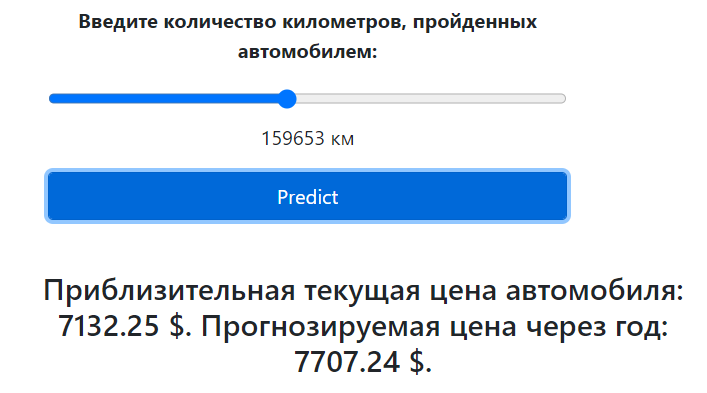 Введите количество километров, пройденных
автомобилем:
159653 км
Predict
Приблизительная текущая цена автомобиля:
7132.25 $. Прогнозируемая цена через год:
7707.24 $.